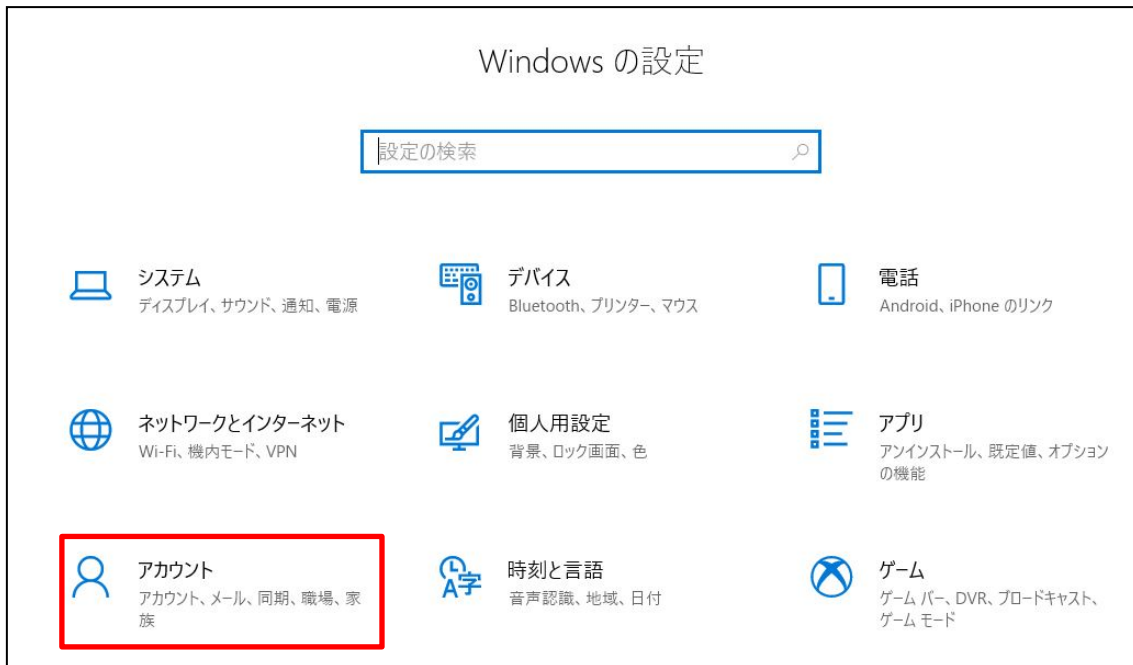 Windows の設定
設定の検索
システム
ディスプレイ、サウンド、通知、電源
デバイス
Bluetooth、プリンター、マウス
電話
Android、iPhone のリンク
ネットワークとインターネット
Wi-Fi、機内モード、VPN
個人用設定
背景、ロック画面、色
アプリ
アンインストール、既定値、オプション
の機能
アカウント
アカウント、メール、同期、職場、家
族
時刻と言語
音声認識、地域、日付
ゲーム
ゲーム バー、DVR、ブロードキャスト、
ゲーム モード